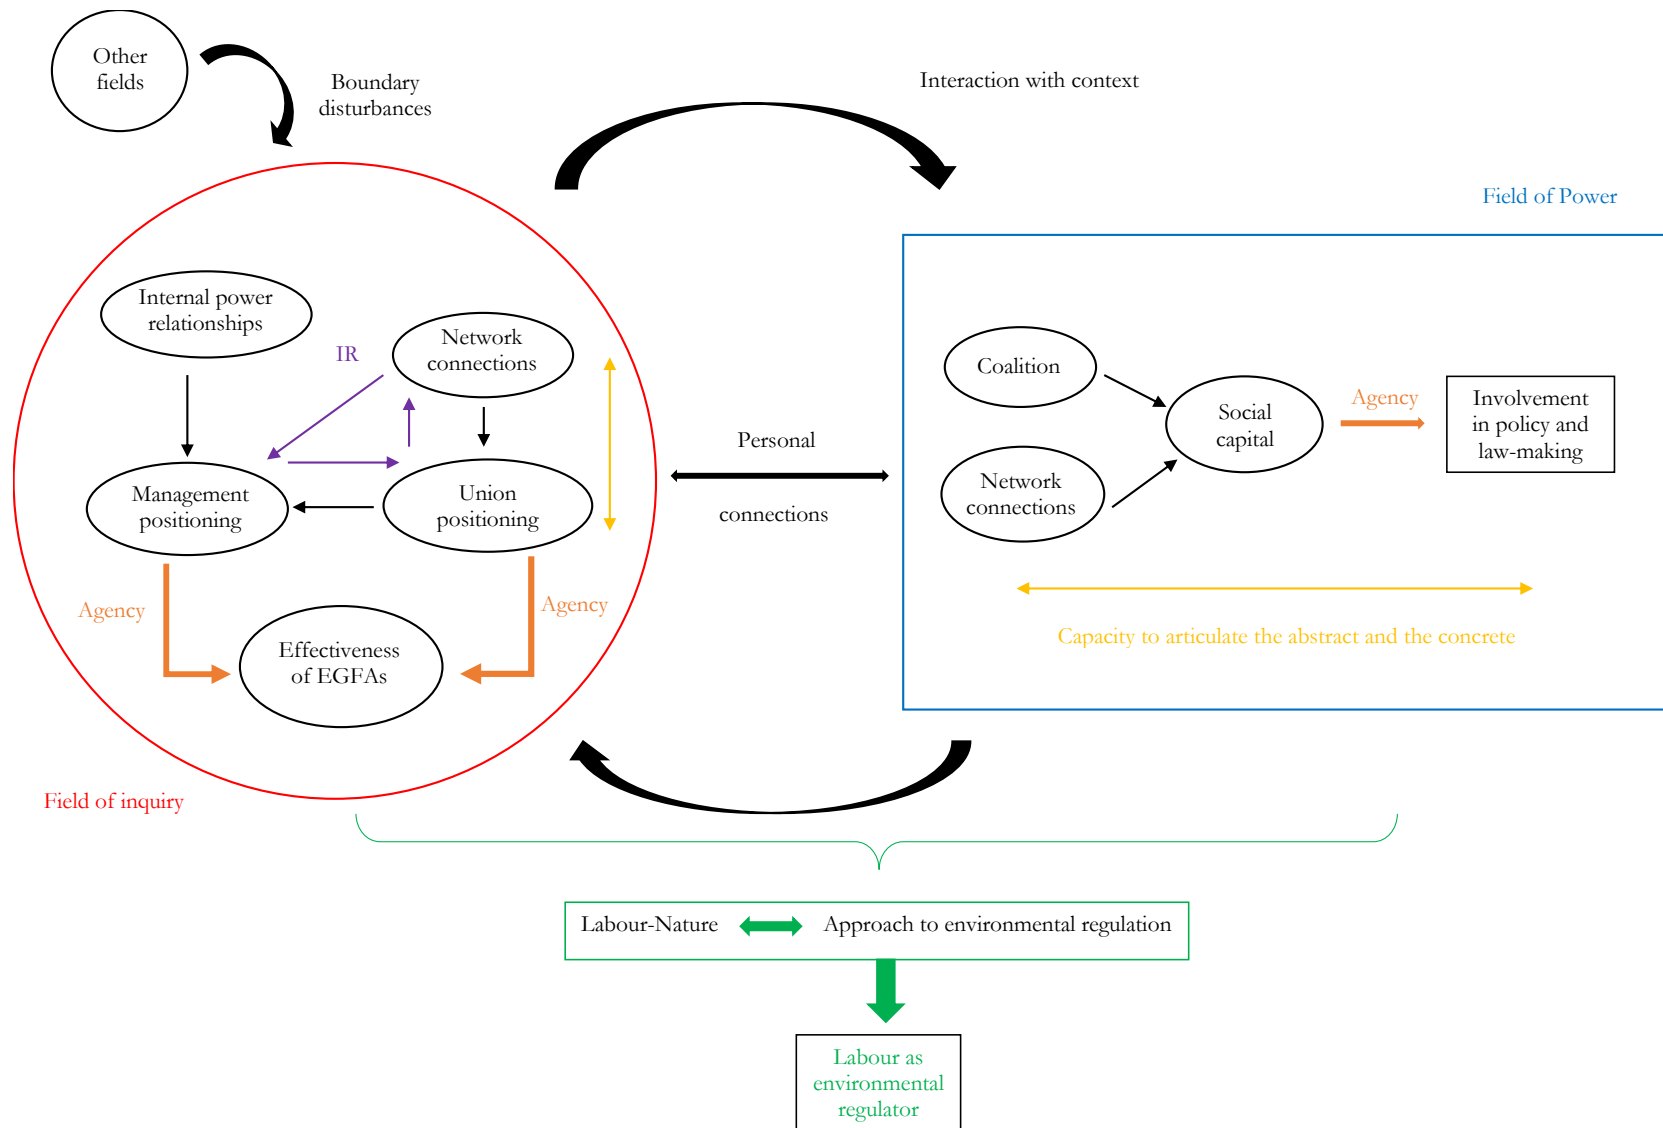 Other
fields
Boundary
disturbances
Interaction with context
Field of Power
Internal power
relationships
IR
Network
connections
Management
positioning
Union
positioning
Agency
Agency
Effectiveness
of EGFAs
Field of inquiry
Personal
connections
Coalition
Network
connections
Social
capital
Agency
Involvement
in policy and
law-making
Capacity to articulate the abstract and the concrete
Labour-Nature
Approach to environmental regulation
Labour as
environmental
regulator